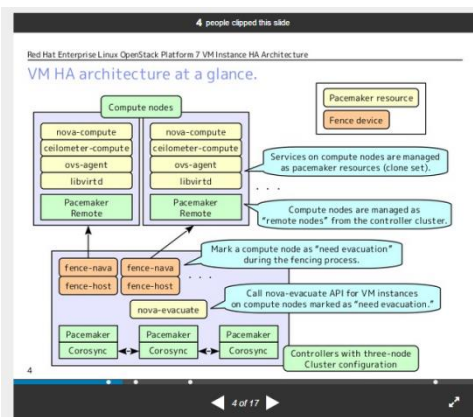 4 people clipped this slide
Red Hat Enterprise Linux OpenStack Platform 7 VM Instance HA Architecture
VM HA architecture at a glance.
Compute nodes
Pacemaker resource
Fence device
nova-compute
ceilometer-compute
ovs-agent
libvirtd
Pacemaker
Remote
nova-compute
ceilometer-compute
ovs-agent
libvirtd
Pacemaker
Remote
Services on compute nodes are managed
as pacemaker resources (clone set).
. . .
Compute nodes are managed as
"remote nodes" from the controller cluster.
Mark a compute node as "need evacuation"
during the fencing process.
fence-nava
fence-host
fence-nava
fence-host
. . .
Call nova-evacuate API for VM instances
on compute nodes marked as "need evacuation."
nova-evacuate
Pacemaker
Corosync
Pacemaker
Corosync
Pacemaker
Corosync
Controllers with three-node
Cluster configuration
4
4 of 17